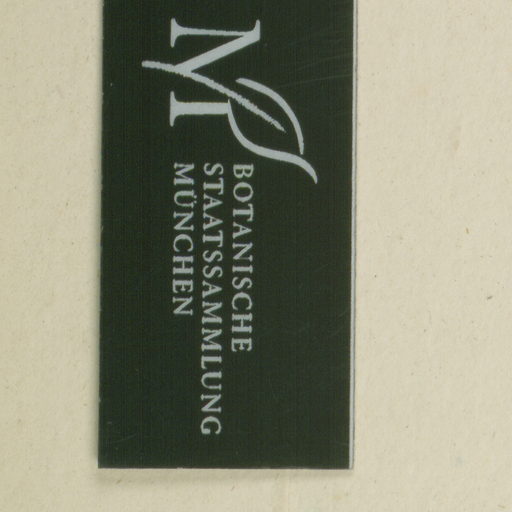 M
BOTANISCHE
STAATSSAMMLUNG
MÜNCHEN